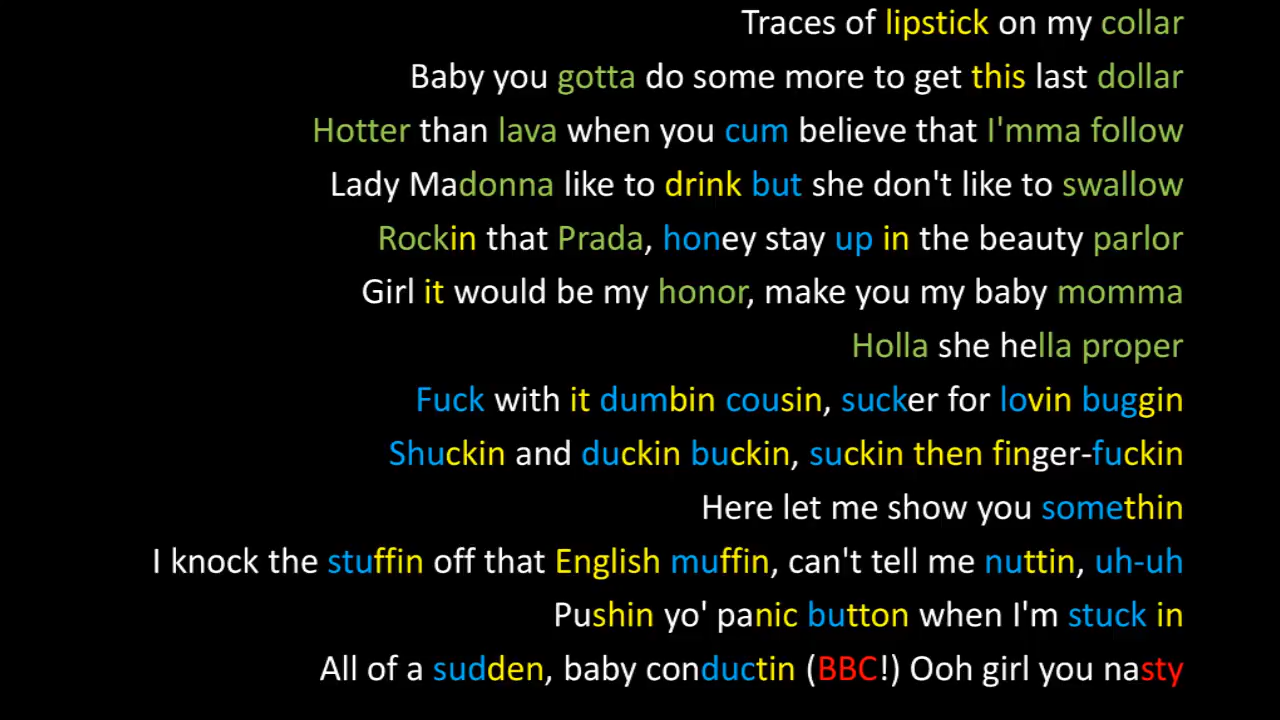 Traces of lipstick on my collar
Baby you gotta do some more to get this last dollar
Hotter than lava when you cum believe that I'mma follow
Lady Madonna like to drink but she don't like to swallow
Rockin that Prada, honey stay up in the beauty parlor
Girl it would be my honor, make you my baby momma
Holla she hella proper
Fuck with it dumbin cousin, sucker for lovin buggin
Shuckin and duckin buckin, suckin then finger-fuckin
Here let me show you somethin
I knock the stuffin off that English muffin, can't tell me nuttin, uh-uh
Pushin yo' panic button when I'm stuck in
All of a sudden, baby conductin (BBC!) Ooh girl you nasty